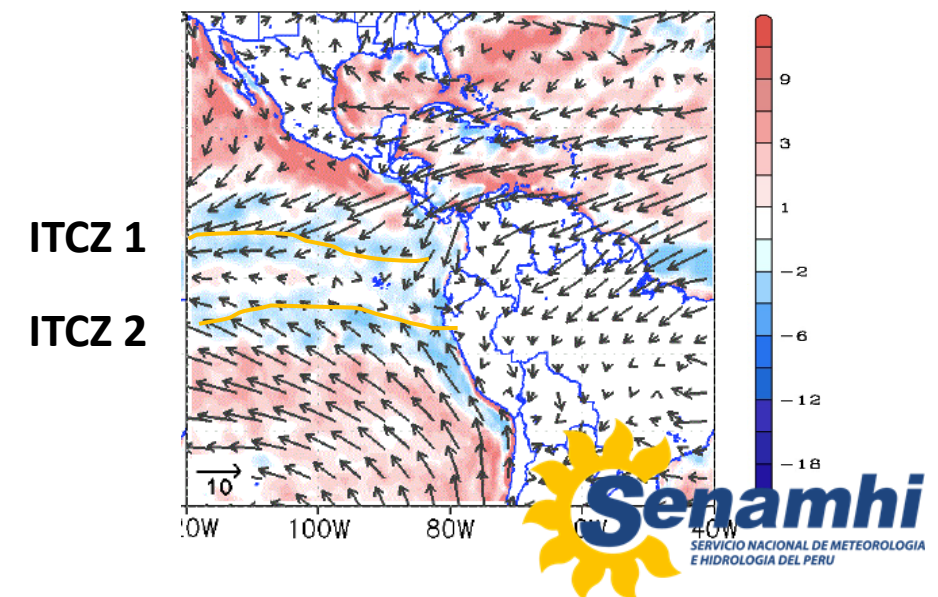 9
3
1
ITCZ 1
−2
ITCZ 2
−6
−12
−18
10
100W
80W
40W
Senamhi
SERVICIO NACIONAL DE METEOROLOGIA
E HIDROLOGIA DEL PERU